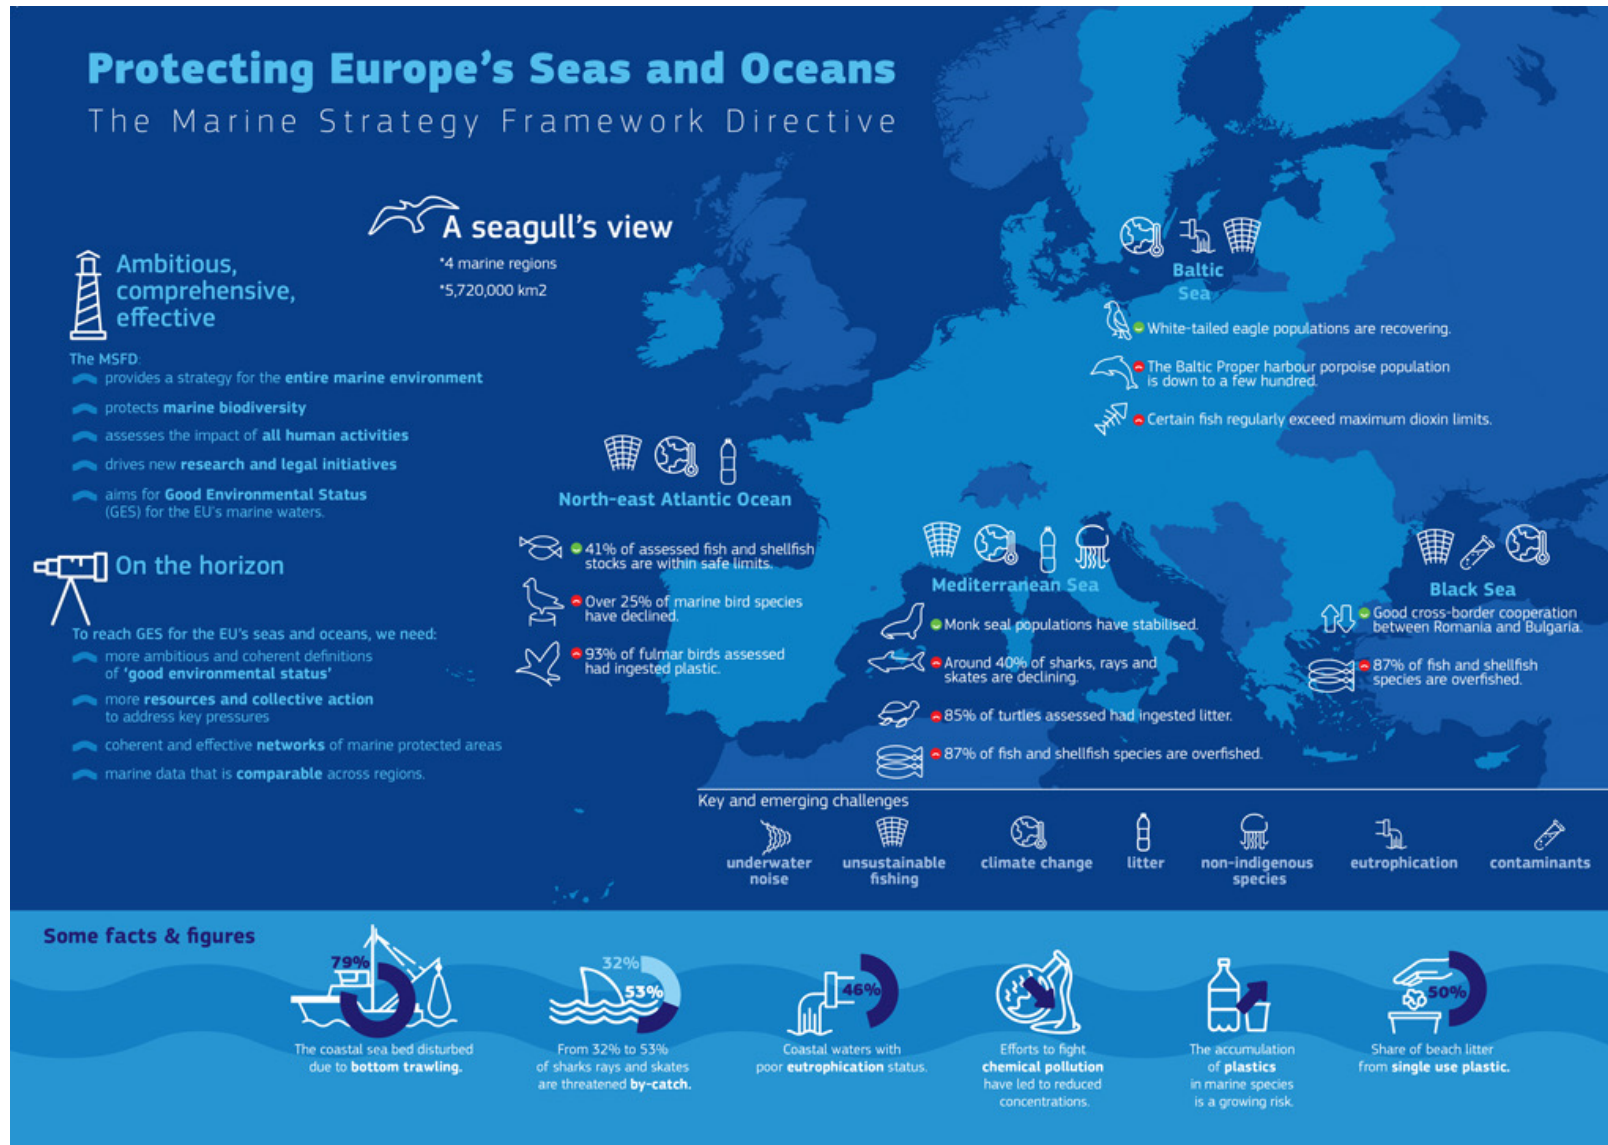 Protecting Europe's Seas and Oceans
The Marine Strategy Framework Directive
A seagull's view
*4 marine regions
*5,720,000 km2
Ambitious,
comprehensive,
effective
The MSFD:
provides a strategy for the entire marine environment
protects marine biodiversity
assesses the impact of all human activities
drives new research and legal initiatives
aims for Good Environmental Status
(GES) for the EU's marine waters.
On the horizon
To reach GES for the EU's seas and oceans, we need:
more ambitious and coherent definitions
of 'good environmental status'
more resources and collective action
to address key pressures
coherent and effective networks of marine protected areas
marine data that is comparable across regions.
North-east Atlantic Ocean
41% of assessed fish and shellfish
stocks are within safe limits.
Over 25% of marine bird species
have declined.
93% of fulmar birds assessed
had ingested plastic.
Baltic
Sea
White-tailed eagle populations are recovering.
The Baltic Proper harbour porpoise population
is down to a few hundred.
Certain fish regularly exceed maximum dioxin limits.
Mediterranean Sea
Monk seal populations have stabilised.
Around 40% of sharks, rays and
skates are declining.
85% of turtles assessed had ingested litter.
87% of fish and shellfish species are overfished.
Black Sea
Good cross-border cooperation
between Romania and Bulgaria.
87% of fish and shellfish
species are overfished.
Key and emerging challenges
underwater
noise
unsustainable
fishing
climate change
litter
non-indigenous
species
eutrophication
contaminants
Some facts & figures
79%
The coastal sea bed disturbed
due to bottom trawling.
32%
53%
From 32% to 53%
of sharks rays and skates
are threatened by-catch.
46%
Coastal waters with
poor eutrophication status.
Efforts to fight
chemical pollution
have led to reduced
concentrations.
The accumulation
of plastics
in marine species
is a growing risk.
50%
Share of beach litter
from single use plastic.